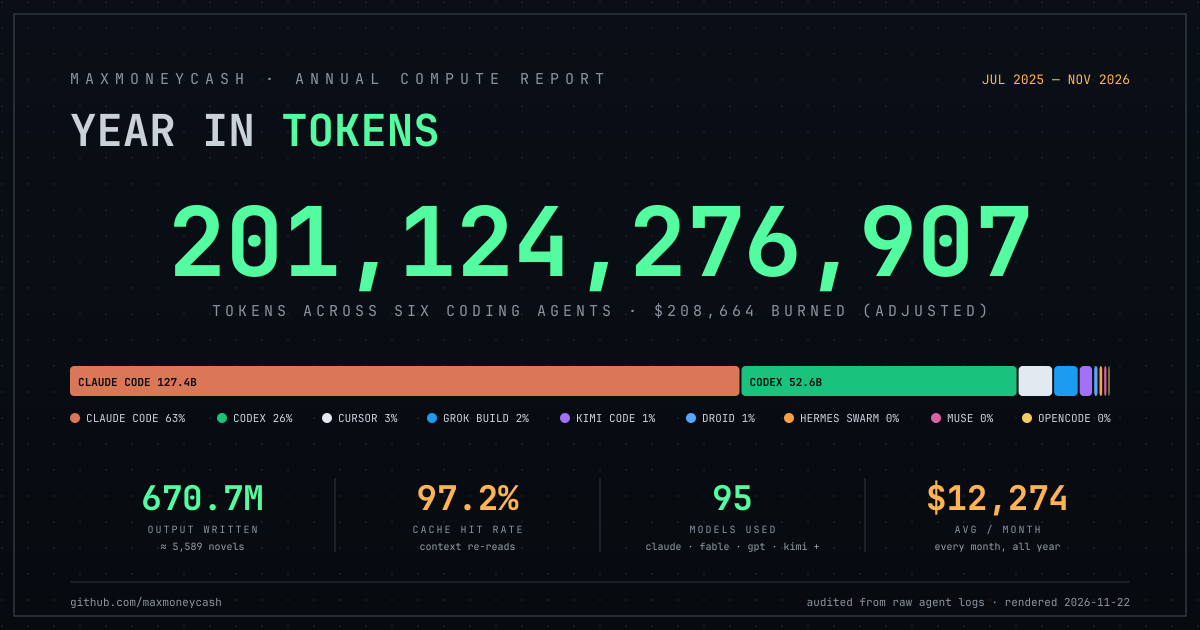 MAXMONEYCASH · ANNUAL COMPUTE REPORT
JUL 2025 — NOV 2026
YEAR IN TOKENS
201,124,276,907
TOKENS ACROSS SIX CODING AGENTS · $208,664 BURNED (ADJUSTED)
CLAUDE CODE 127.4B CODEX 52.6B
CLAUDE CODE 63% CODEX 26% CURSOR 3% GROK BUILD 2% KIMI CODE 1% DROID 1% HERMES SWARM 0% MUSE 0% OPENCODE 0%
670.7M 97.2% 95 $12,274
OUTPUT WRITTEN CACHE HIT RATE MODELS USED AVG / MONTH
≈ 5,589 novels context re-reads claude · fable · gpt · kimi + every month, all year
github.com/maxmoneycash audited from raw agent logs · rendered 2026-11-22